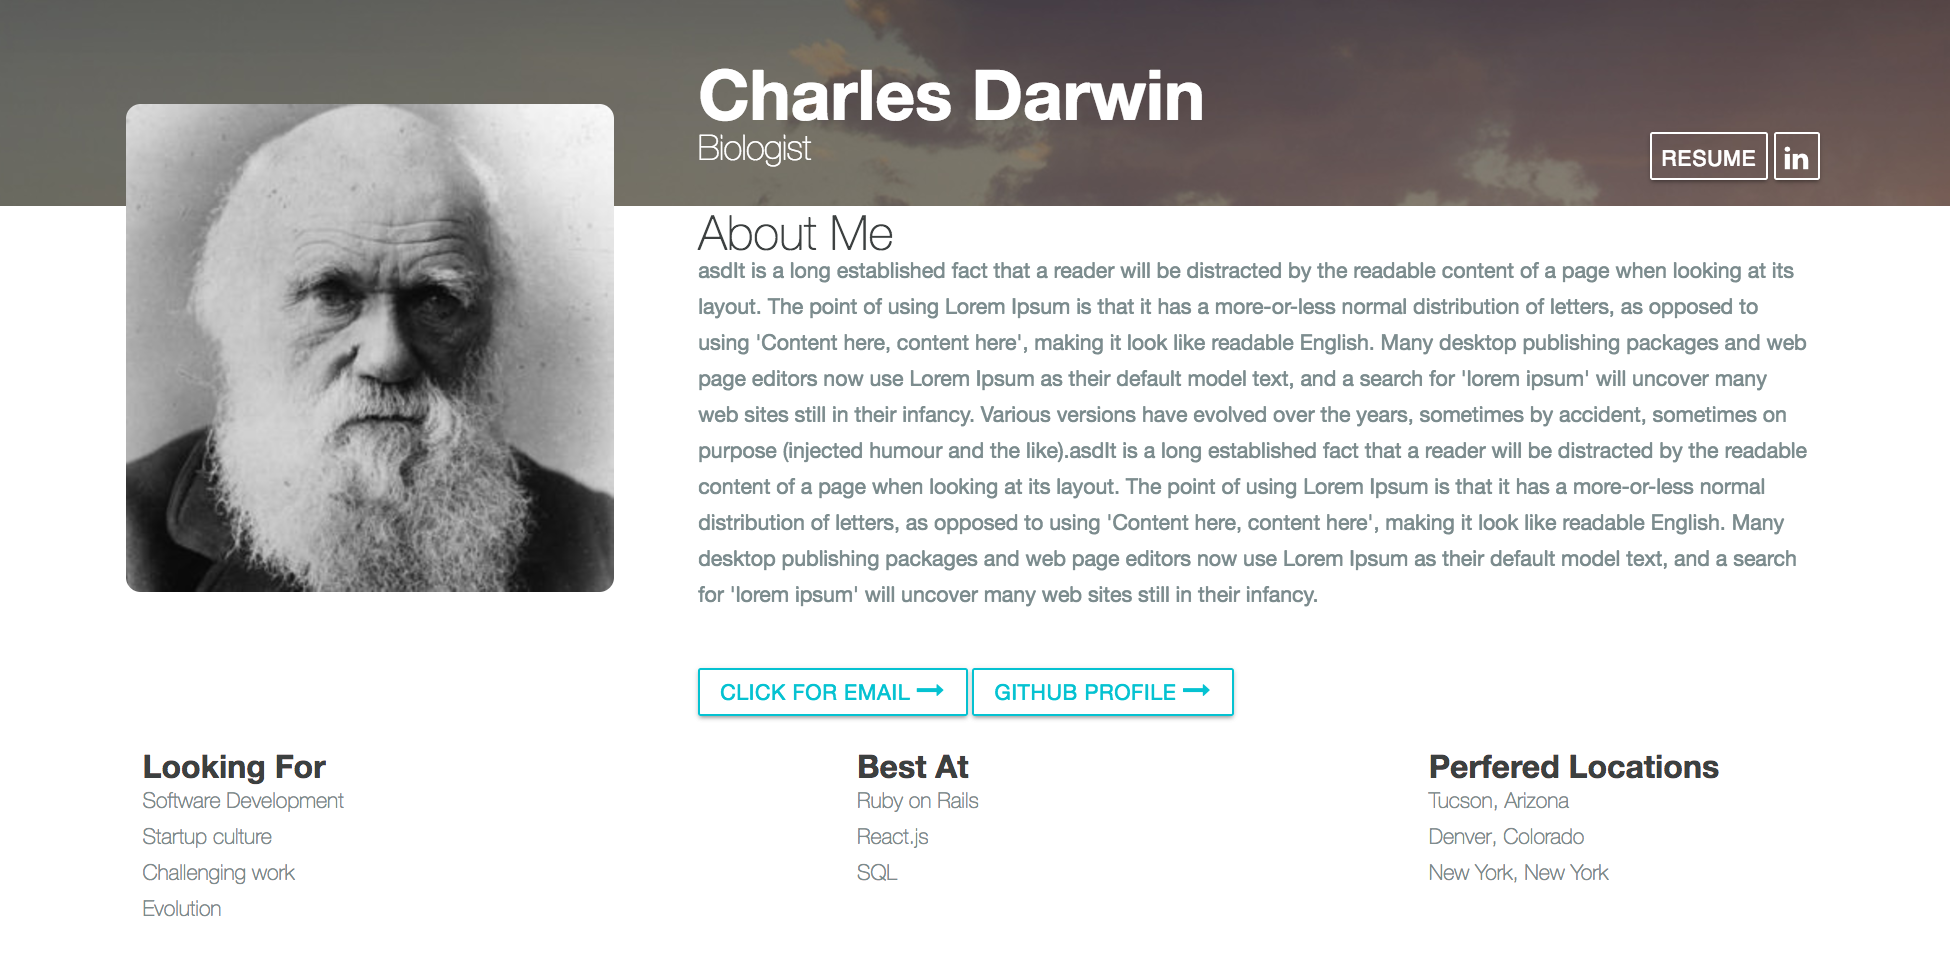 Charles Darwin
Biologist
RESUME in
About Me
asdIt is a long established fact that a reader will be distracted by the readable content of a page when looking at its
layout. The point of using Lorem Ipsum is that it has a more-or-less normal distribution of letters, as opposed to
using 'Content here, content here', making it look like readable English. Many desktop publishing packages and web
page editors now use Lorem Ipsum as their default model text, and a search for 'lorem ipsum' will uncover many
web sites still in their infancy. Various versions have evolved over the years, sometimes by accident, sometimes on
purpose (injected humour and the like).asdIt is a long established fact that a reader will be distracted by the readable
content of a page when looking at its layout. The point of using Lorem Ipsum is that it has a more-or-less normal
distribution of letters, as opposed to using 'Content here, content here', making it look like readable English. Many
desktop publishing packages and web page editors now use Lorem Ipsum as their default model text, and a search
for 'lorem ipsum' will uncover many web sites still in their infancy.
CLICK FOR EMAIL GITHUB PROFILE
Looking For
Software Development
Startup culture
Challenging work
Evolution
Best At
Ruby on Rails
React.js
SQL
Perfered Locations
Tucson, Arizona
Denver, Colorado
New York, New York